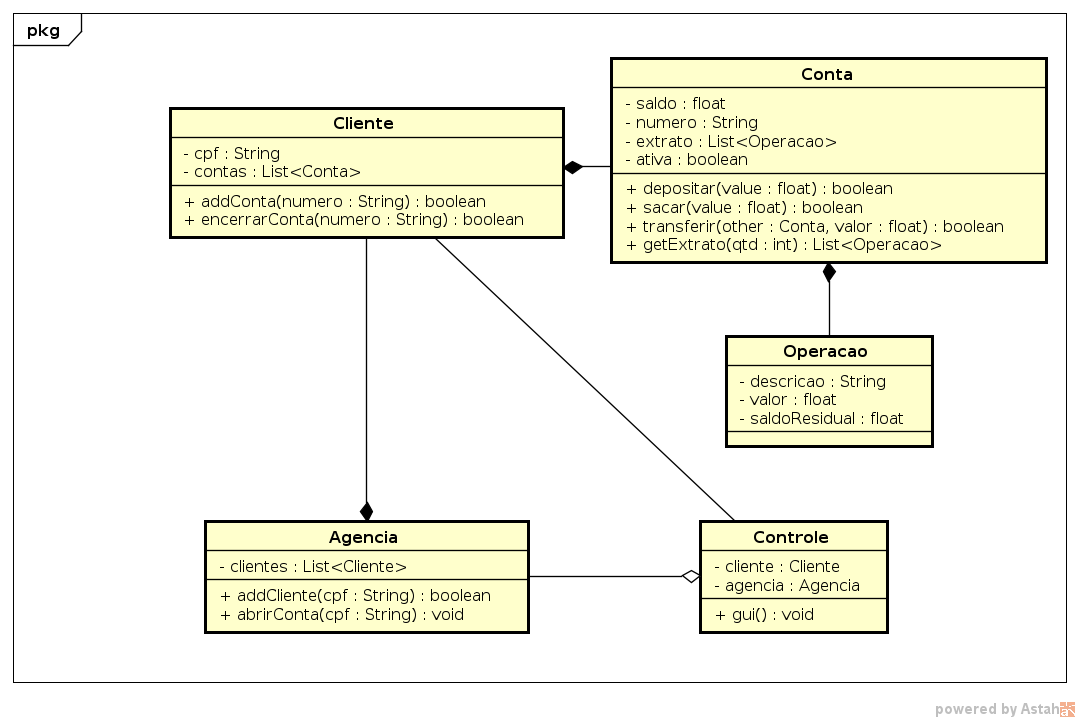 pkg
Cliente
- cpf : String
- contas : List<Conta>
+ addConta(numero : String) : boolean
+ encerrarConta(numero : String) : boolean
Conta
- saldo : float
- numero : String
- extrato : List<Operacao>
- ativa : boolean
+ depositar(value : float) : boolean
+ sacar(value : float) : boolean
+ transferir(other : Conta, valor : float) : boolean
+ getExtrato(qtd : int) : List<Operacao>
Operacao
- descricao : String
- valor : float
- saldoResidual : float
Agencia
- clientes : List<Cliente>
+ addCliente(cpf : String) : boolean
+ abrirConta(cpf : String) : void
Controle
- cliente : Cliente
- agencia : Agencia
+ gui() : void
powered by Astah